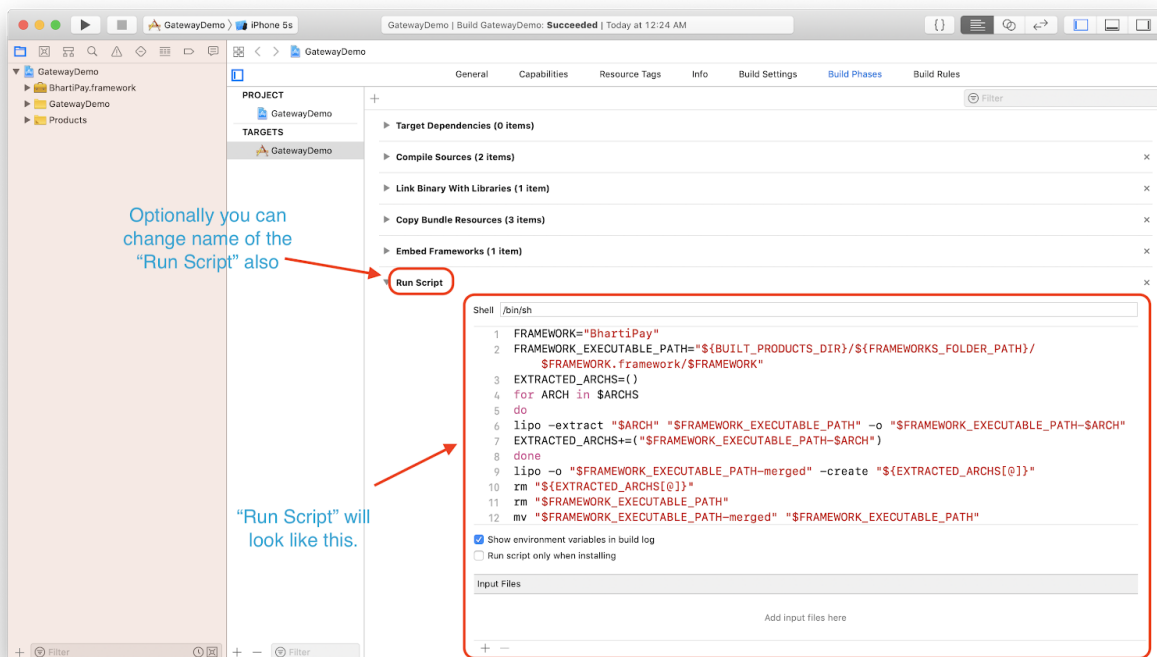 GatewayDemo
iPhone 5s
GatewayDemo | Build GatewayDemo: Succeeded | Today at 12:24 AM
{ }
GatewayDemo
GatewayDemo
BhartiPay.framework
GatewayDemo
Products
General Capabilities Resource Tags Info Build Settings Build Phases Build Rules
PROJECT
GatewayDemo
TARGETS
GatewayDemo
Filter
Target Dependencies (0 items)
Compile Sources (2 items)
Link Binary With Libraries (1 item)
Copy Bundle Resources (3 items)
Embed Frameworks (1 item)
Optionally you can
change name of the
“Run Script” also
Run Script
Shell /bin/sh
1 FRAMEWORK="BhartiPay"
2 FRAMEWORK_EXECUTABLE_PATH="${BUILT_PRODUCTS_DIR}/${FRAMEWORKS_FOLDER_PATH}/
$FRAMEWORK.framework/$FRAMEWORK"
3 EXTRACTED_ARCHS=()
4 for ARCH in $ARCHS
5 do
6 lipo -extract "$ARCH" "$FRAMEWORK_EXECUTABLE_PATH" -o "$FRAMEWORK_EXECUTABLE_PATH-$ARCH"
7 EXTRACTED_ARCHS+=("$FRAMEWORK_EXECUTABLE_PATH-$ARCH")
8 done
9 lipo -o "$FRAMEWORK_EXECUTABLE_PATH-merged" -create "${EXTRACTED_ARCHS[@]}"
10 rm "${EXTRACTED_ARCHS[@]}"
11 rm "$FRAMEWORK_EXECUTABLE_PATH"
12 mv "$FRAMEWORK_EXECUTABLE_PATH-merged" "$FRAMEWORK_EXECUTABLE_PATH"
“Run Script” will
look like this.
Show environment variables in build log
Run script only when installing
Input Files
Add input files here
Filter
Filter